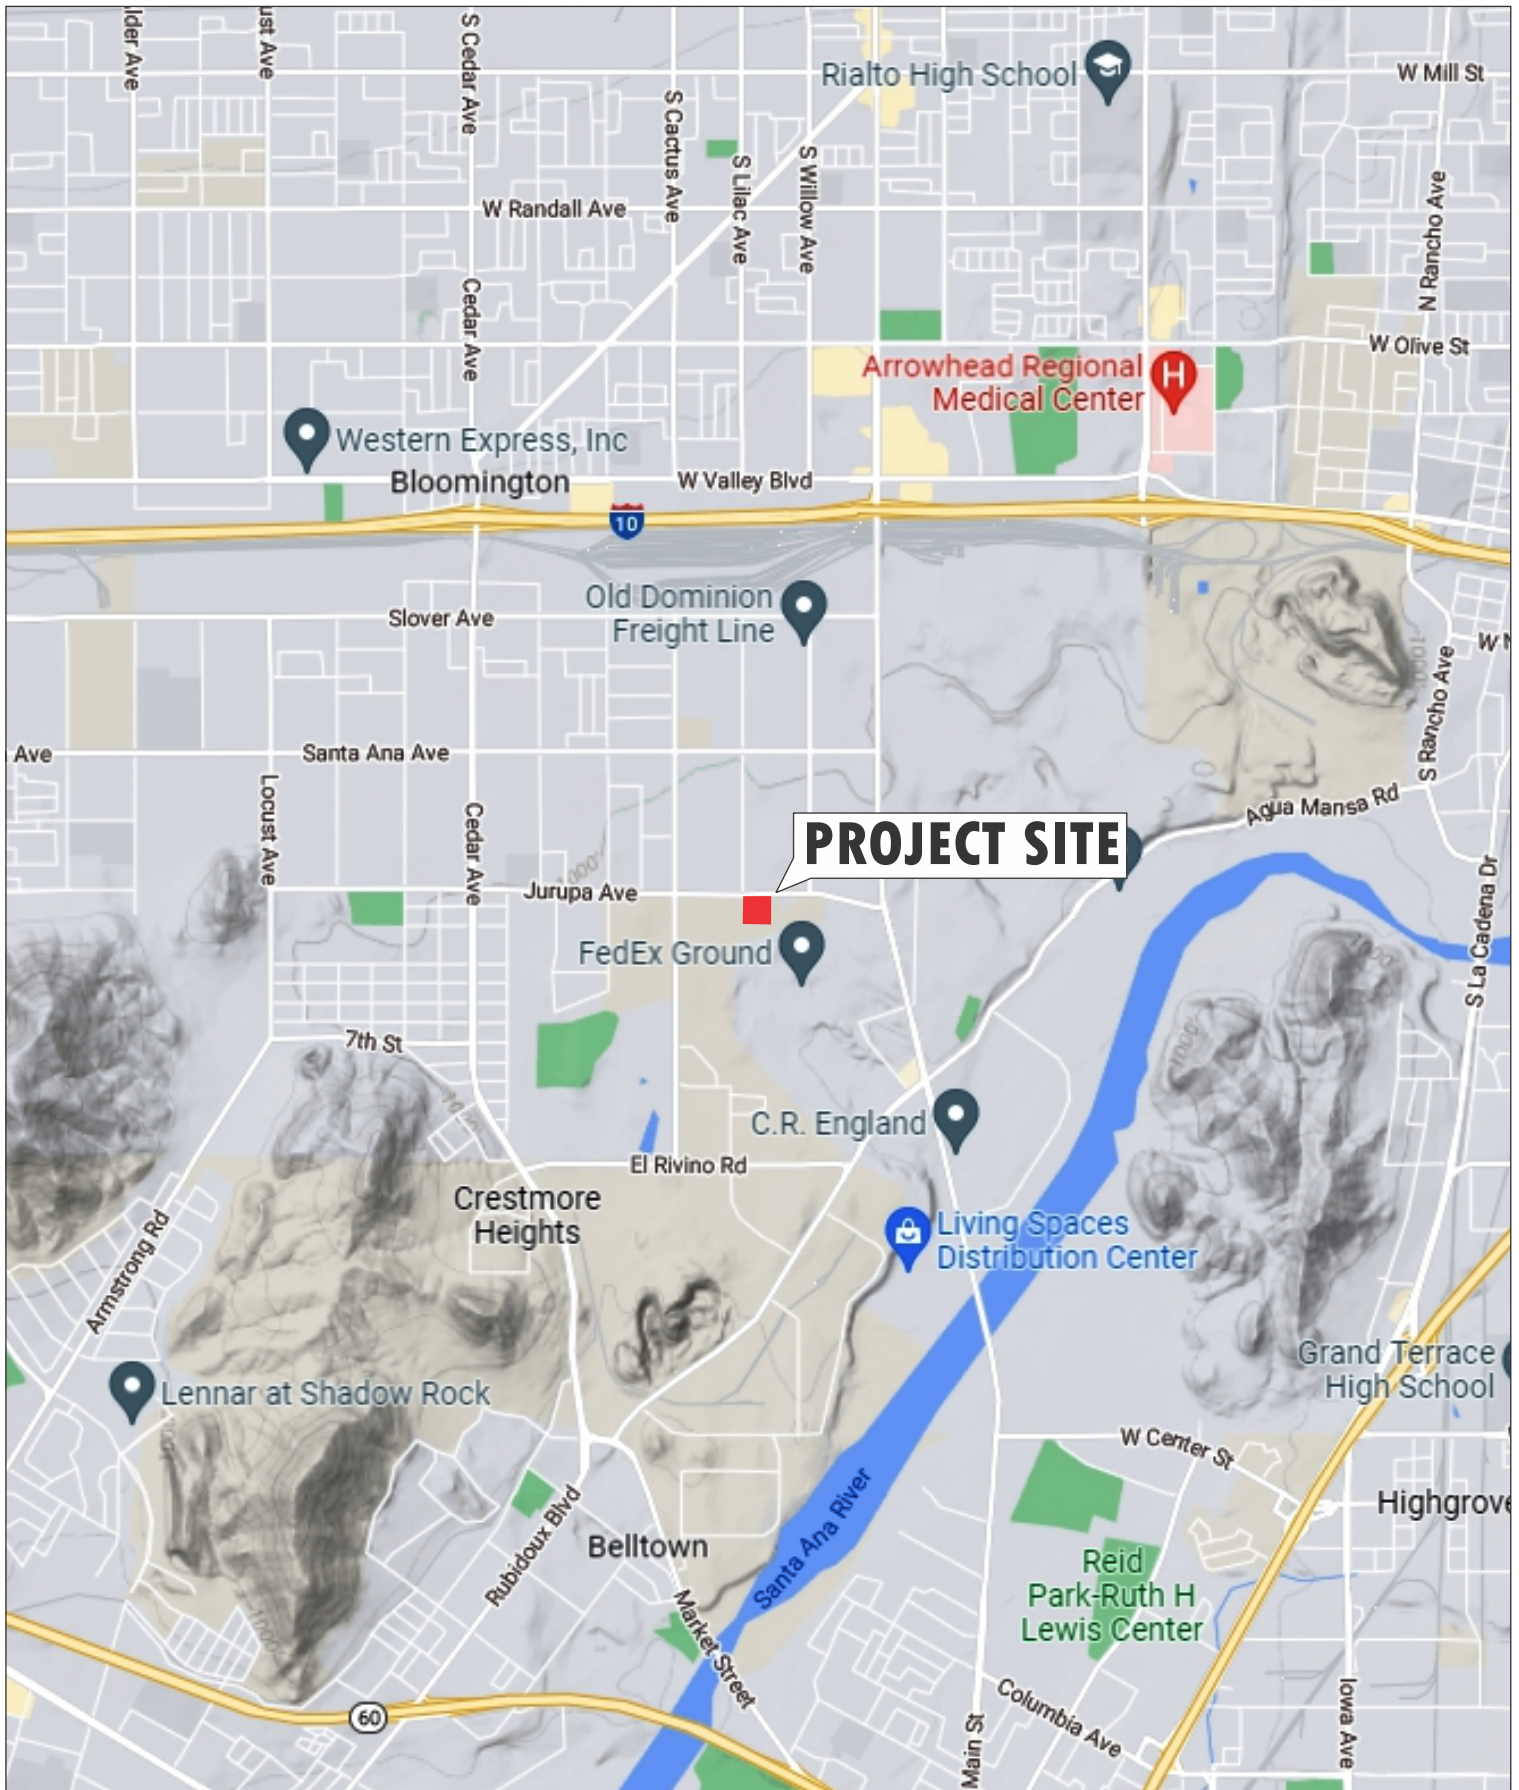 lder Ave
ust Ave
S Cedar Ave
Rialto High School
W Mill St
S Cactus Ave
S Lilac Ave
S Willow Ave
N Rancho Ave
W Randall Ave
Cedar Ave
W Olive St
Arrowhead Regional
Medical Center
H
Western Express, Inc
Bloomington
W Valley Blvd
10
Old Dominion
Freight Line
Slover Ave
1001
W N
S Rancho Ave
Ave
Santa Ana Ave
Locust Ave
Cedar Ave
Agua Mansa Rd
PROJECT SITE
1000'
Jurupa Ave
S La Cadena Dr
FedEx Ground
7th St
1000'
C.R. England
El Rivino Rd
Crestmore
Heights
Armstrong Rd
Living Spaces
Distribution Center
Grand Terrace
High School
Lennar at Shadow Rock
W Center St
Highgrove
Rubidoux Blvd
Belltown
Santa Ana River
Reid
Park-Ruth H
Lewis Center
Market Street
1000'
60
Columbia Ave
Main St
Iowa Ave